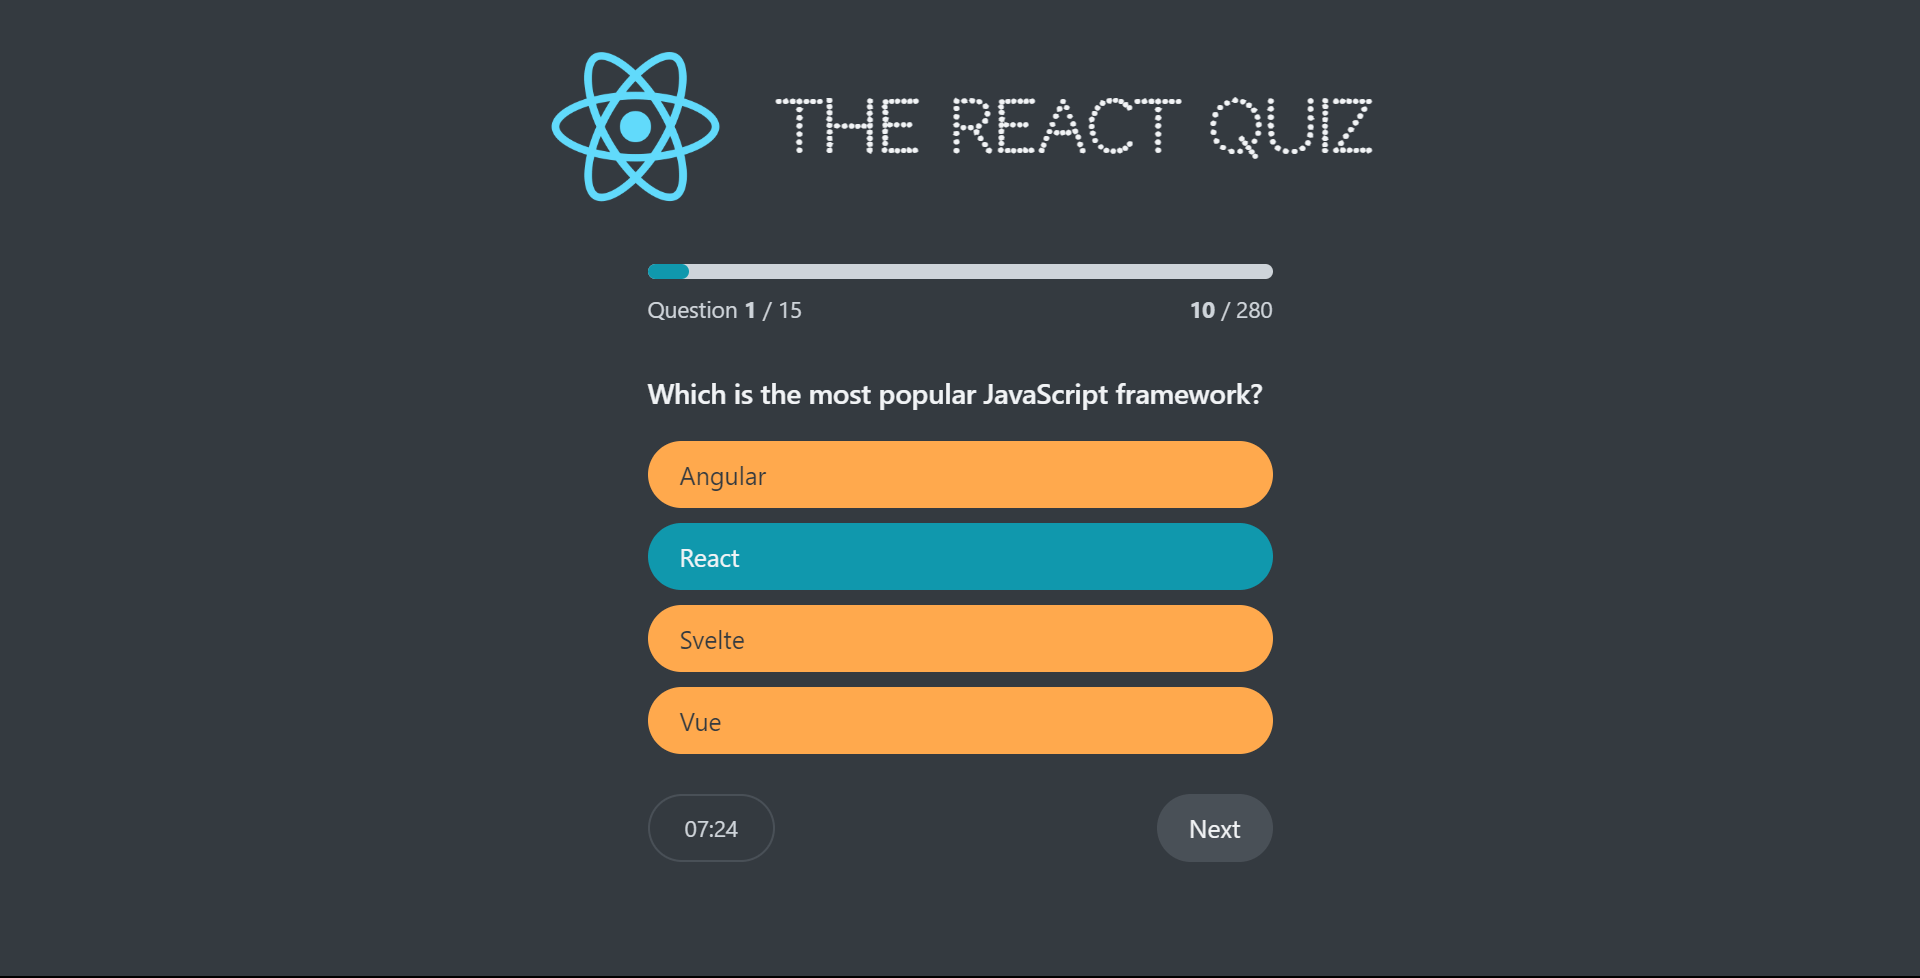 THE REACT QUIZ
Question 1 / 15
10 / 280
Which is the most popular JavaScript framework?
Angular
React
Svelte
Vue
07:24
Next